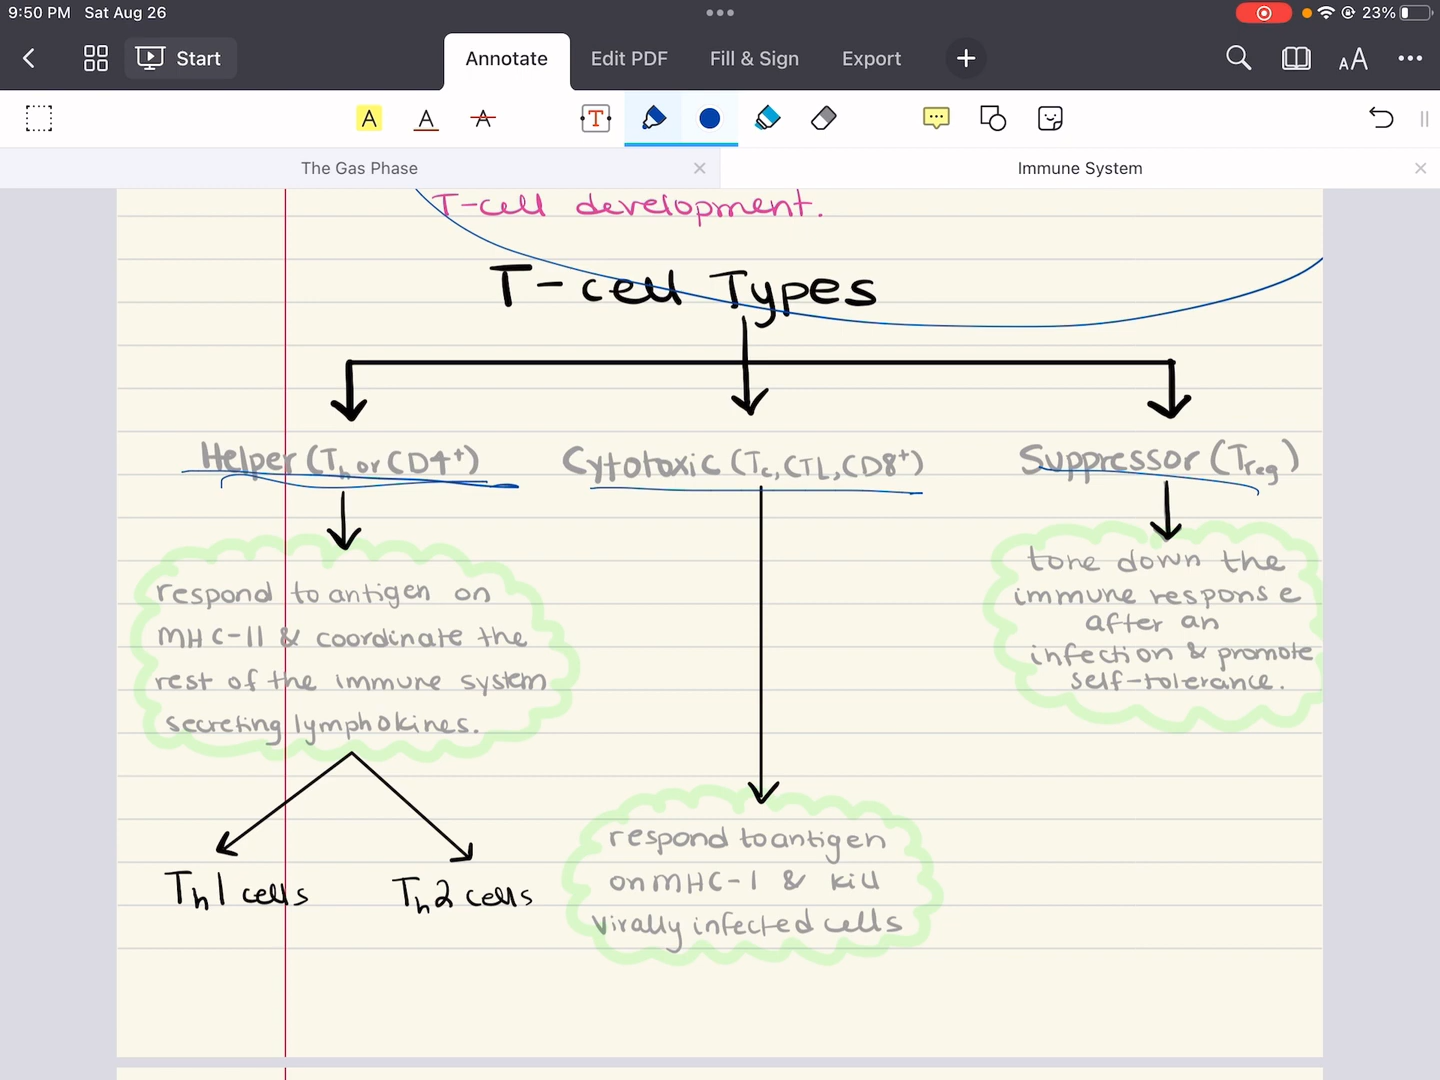 9:50 PM Sat Aug 26
23%
Start
Annotate
Edit PDF
Fill & Sign
Export
The Gas Phase
Immune System
T-cell development.
T-cell Types
Helper (Th or CD4+)
Cytotoxic (Tc, CTL, CD8+)
Suppressor (Treg)
respond to antigen on
MHC-II & coordinate the
rest of the immune system
secreting lymphokines.
Th1 cells
Th2 cells
respond to antigen
on MHC-I & kill
virally infected cells
tone down the
immune response
after an
infection & promote
self-tolerance.